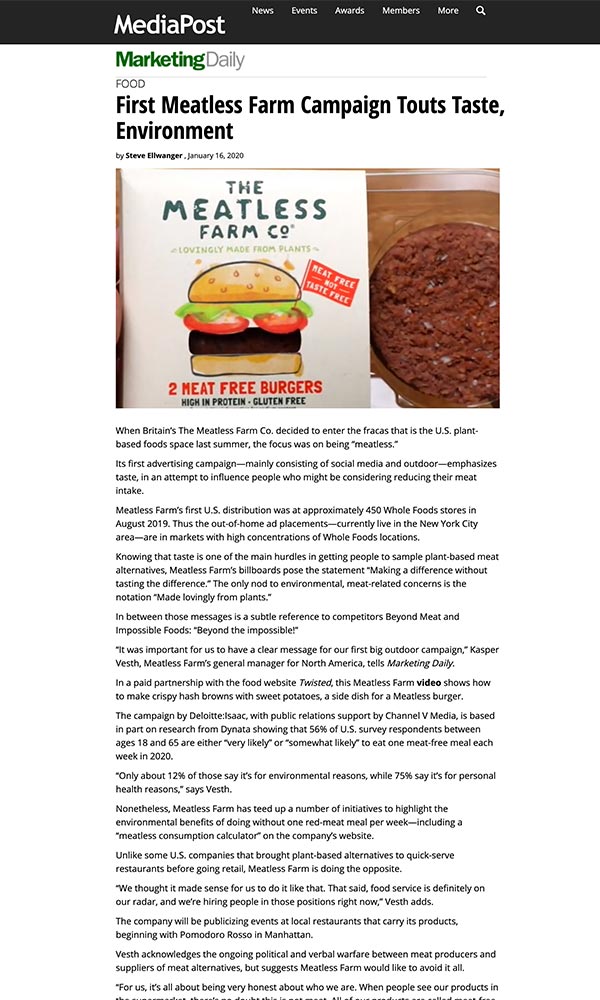 News Events Awards Members More
MediaPost
MarketingDaily
FOOD
First Meatless Farm Campaign Touts Taste,
Environment
by Steve Ellwanger , January 16, 2020
THE
MEATLESS
FARM CO
LOVINGLY MADE FROM PLANTS
MEAT FREE
NOT
TASTE FREE
2 MEAT FREE BURGERS
HIGH IN PROTEIN · GLUTEN FREE
When Britain's The Meatless Farm Co. decided to enter the fracas that is the U.S. plant-
based foods space last summer, the focus was on being “meatless.”
Its first advertising campaign—mainly consisting of social media and outdoor—emphasizes
taste, in an attempt to influence people who might be considering reducing their meat
intake.
Meatless Farm's first U.S. distribution was at approximately 450 Whole Foods stores in
August 2019. Thus the out-of-home ad placements—currently live in the New York City
area—are in markets with high concentrations of Whole Foods locations.
Knowing that taste is one of the main hurdles in getting people to sample plant-based meat
alternatives, Meatless Farm's billboards pose the statement “Making a difference without
tasting the difference.” The only nod to environmental, meat-related concerns is the
notation “Made lovingly from plants.”
In between those messages is a subtle reference to competitors Beyond Meat and
Impossible Foods: “Beyond the impossible!”
“It was important for us to have a clear message for our first big outdoor campaign,” Kasper
Vesth, Meatless Farm's general manager for North America, tells Marketing Daily.
In a paid partnership with the food website Twisted, this Meatless Farm video shows how
to make crispy hash browns with sweet potatoes, a side dish for a Meatless burger.
The campaign by Deloitte:Isaac, with public relations support by Channel V Media, is based
in part on research from Dynata showing that 56% of U.S. survey respondents between
ages 18 and 65 are either “very likely” or “somewhat likely” to eat one meat-free meal each
week in 2020.
“Only about 12% of those say it's for environmental reasons, while 75% say it's for personal
health reasons,” says Vesth.
Nonetheless, Meatless Farm has teed up a number of initiatives to highlight the
environmental benefits of doing without one red-meat meal per week—including a
“meatless consumption calculator” on the company's website.
Unlike some U.S. companies that brought plant-based alternatives to quick-serve
restaurants before going retail, Meatless Farm is doing the opposite.
“We thought it made sense for us to do it like that. That said, food service is definitely on
our radar, and we're hiring people in those positions right now,” Vesth adds.
The company will be publicizing events at local restaurants that carry its products,
beginning with Pomodoro Rosso in Manhattan.
Vesth acknowledges the ongoing political and verbal warfare between meat producers and
suppliers of meat alternatives, but suggests Meatless Farm would like to avoid it all.
“For us, it's all about being very honest about who we are. When people see our products in